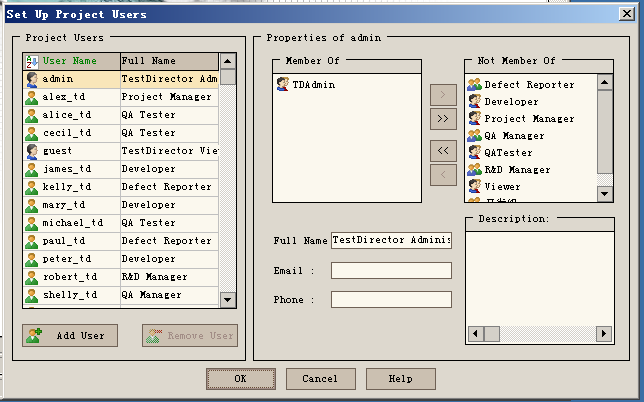 Set Up Project Users
Project Users
User Name Full Name
admin TestDirector Adm
alex_td Project Manager
alice_td QA Tester
cecil_td QA Tester
guest TestDirector Vie
james_td Developer
kelly_td Defect Reporter
mary_td Developer
michael_td QA Tester
paul_td Defect Reporter
peter_td Developer
robert_td R&D Manager
shelly_td QA Manager
Add User
Remove User
Properties of admin
Member Of
TDAdmin
>
>>
<<
<
Not Member Of
Defect Reporter
Developer
Project Manager
QA Manager
QATester
R&D Manager
Viewer
Full Name TestDirector Adminis
Email :
Phone :
Description:
OK
Cancel
Help